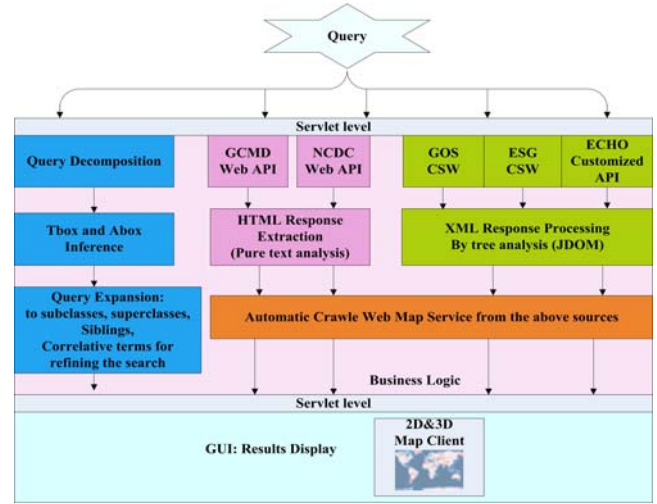 Query
Servlet level
Query Decomposition
GCMD
Web API
NCDC
Web API
GOS
CSW
ESG
CSW
ECHO
Customized
API
Tbox and Abox
Inference
HTML Response
Extraction
(Pure text analysis)
XML Response Processing
By tree analysis (JDOM)
Query Expansion:
to subclasses, superclasses,
Siblings,
Correlative terms for
refining the search
Automatic Crawle Web Map Service from the above sources
Business Logic
Servlet level
GUI: Results Display
2D&3D
Map Client